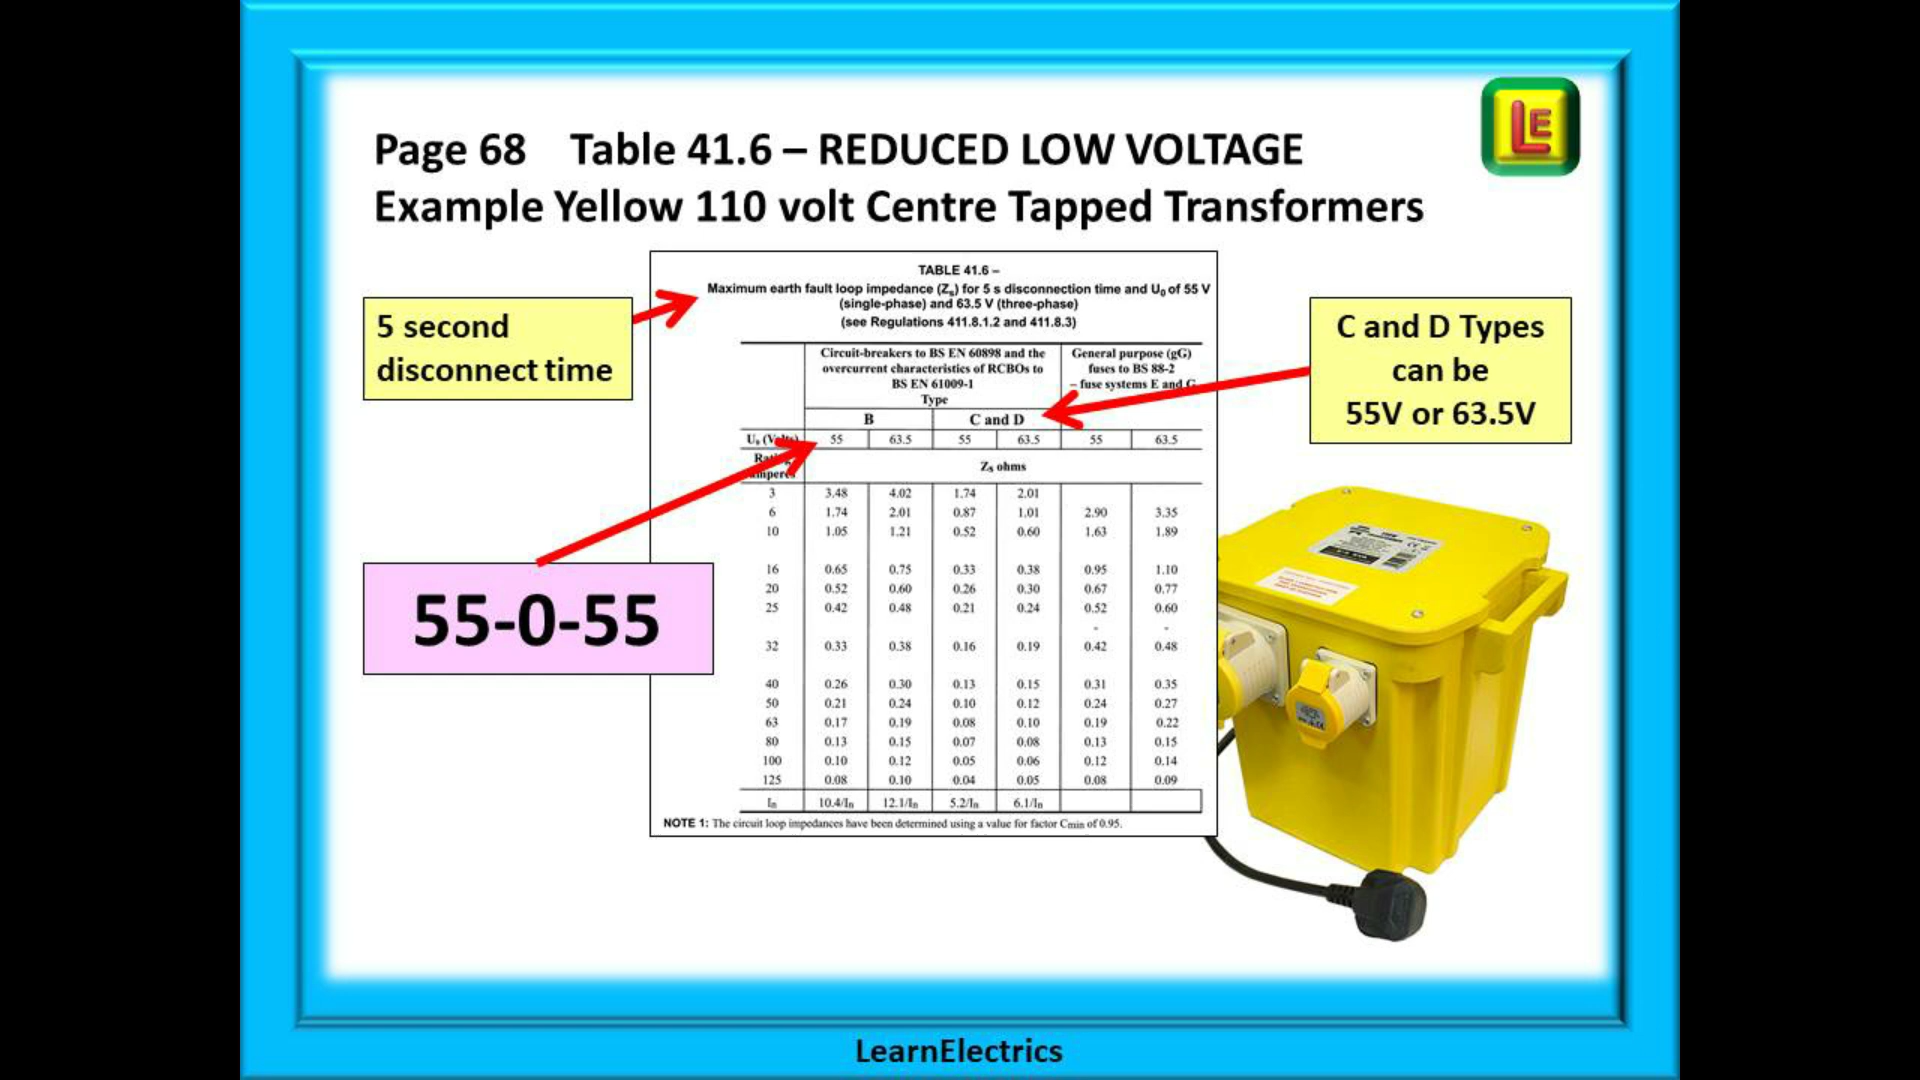 LE
Page 68 Table 41.6 – REDUCED LOW VOLTAGE
Example Yellow 110 volt Centre Tapped Transformers
5 second
disconnect time
C and D Types
can be
55V or 63.5V
55-0-55
TABLE 41.6 –
Maximum earth fault loop impedance (Zs) for 5 s disconnection time and U0 of 55 V
(single-phase) and 63.5 V (three-phase)
(see Regulations 411.8.1.2 and 411.8.3)
Circuit-breakers to BS EN 60898 and the
overcurrent characteristics of RCBOs to
BS EN 61009-1
Type
General purpose (gG)
fuses to BS 88-2
– fuse systems E and G
B C and D
55 63.5 55 63.5 55 63.5
Zs ohms
3 3.48 4.02 1.74 2.01
6 1.74 2.01 0.87 1.01 2.90 3.35
10 1.05 1.21 0.52 0.60 1.63 1.89
16 0.65 0.75 0.33 0.38 0.95 1.10
20 0.52 0.60 0.26 0.30 0.67 0.77
25 0.42 0.48 0.21 0.24 0.52 0.60
- -
32 0.33 0.38 0.16 0.19 0.42 0.48
40 0.26 0.30 0.13 0.15 0.31 0.35
50 0.21 0.24 0.10 0.12 0.24 0.27
63 0.17 0.19 0.08 0.10 0.19 0.22
80 0.13 0.15 0.07 0.08 0.13 0.15
100 0.10 0.12 0.05 0.06 0.12 0.14
125 0.08 0.10 0.04 0.05 0.08 0.09
In 10.4/In 12.1/In 5.2/In 6.1/In
NOTE 1: The circuit loop impedances have been determined using a value for factor Cmin of 0.95.
LearnElectrics